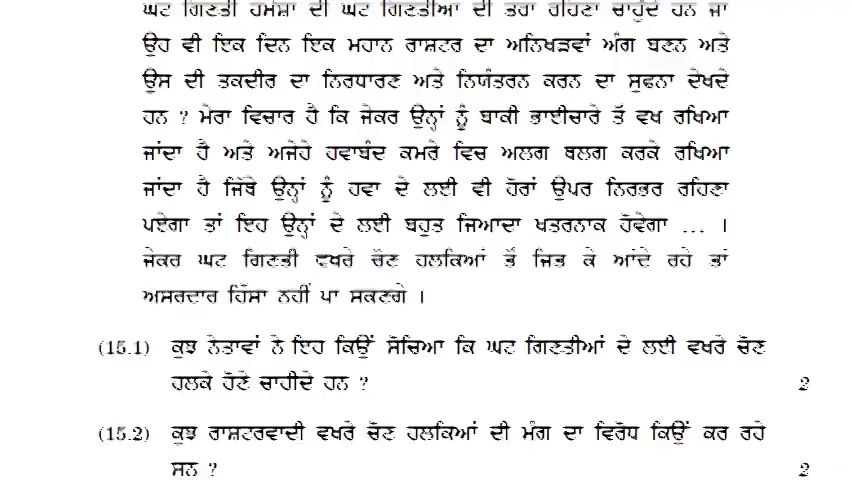 ਘਟ ਗਿਣਤੀ ਹਮੇਸ਼ਾ ਦੀ ਘਟ ਗਿਣਤੀਆਂ ਦੀ ਤਰਾਂ ਰਹਿਣਾ ਚਾਹੁੰਦੇ ਹਨ ਜਾਂ
ਉਹ ਵੀ ਇਕ ਦਿਨ ਇਕ ਮਹਾਨ ਰਾਸ਼ਟਰ ਦਾ ਅਨਿਖੜਵਾਂ ਅੰਗ ਬਣਨ ਅਤੇ
ਉਸ ਦੀ ਤਕਦੀਰ ਦਾ ਨਿਰਧਾਰਣ ਅਤੇ ਨਿਯੰਤਰਨ ਕਰਨ ਦਾ ਸੁਫਨਾ ਦੇਖਦੇ
ਹਨ ? ਮੇਰਾ ਵਿਚਾਰ ਹੈ ਕਿ ਜੇਕਰ ਉਨ੍ਹਾਂ ਨੂੰ ਬਾਕੀ ਭਾਈਚਾਰੇ ਤੋਂ ਵਖ ਰਖਿਆ
ਜਾਂਦਾ ਹੈ ਅਤੇ ਅਜੇਹੇ ਹਵਾਬੰਦ ਕਮਰੇ ਵਿਚ ਅਲਗ ਥਲਗ ਕਰਕੇ ਰਖਿਆ
ਜਾਂਦਾ ਹੈ ਜਿੱਥੇ ਉਨ੍ਹਾਂ ਨੂੰ ਹਵਾ ਦੇ ਲਈ ਵੀ ਹੋਰਾਂ ਉਪਰ ਨਿਰਭਰ ਰਹਿਣਾ
ਪਏਗਾ ਤਾਂ ਇਹ ਉਨ੍ਹਾਂ ਦੇ ਲਈ ਬਹੁਤ ਜਿਆਦਾ ਖਤਰਨਾਕ ਹੋਵੇਗਾ ... ।
ਜੇਕਰ ਘਟ ਗਿਣਤੀ ਵਖਰੇ ਚੋਣ ਹਲਕਿਆਂ ਤੋਂ ਜਿਤ ਕੇ ਆਂਦੇ ਰਹੇ ਤਾਂ
ਅਸਰਦਾਰ ਹਿੱਸਾ ਨਹੀਂ ਪਾ ਸਕਣਗੇ ।
(15.1) ਕੁਝ ਨੇਤਾਵਾਂ ਨੇ ਇਹ ਕਿਉਂ ਸੋਚਿਆ ਕਿ ਘਟ ਗਿਣਤੀਆਂ ਦੇ ਲਈ ਵਖਰੇ ਚੋਣ
ਹਲਕੇ ਹੋਣੇ ਚਾਹੀਦੇ ਹਨ ? 2
(15.2) ਕੁਝ ਰਾਸ਼ਟਰਵਾਦੀ ਵਖਰੇ ਚੋਣ ਹਲਕਿਆਂ ਦੀ ਮੰਗ ਦਾ ਵਿਰੋਧ ਕਿਉਂ ਕਰ ਰਹੇ
ਸਨ ? 2